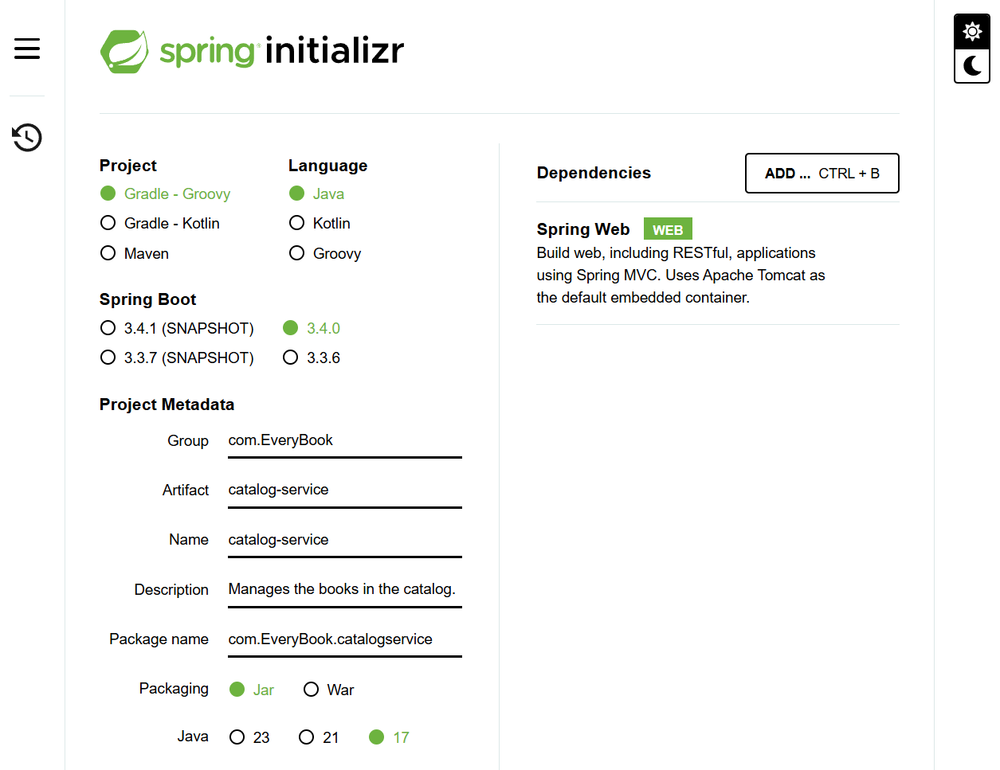 spring initializr
Project
Gradle - Groovy
Gradle - Kotlin
Maven
Language
Java
Kotlin
Groovy
Spring Boot
3.4.1 (SNAPSHOT)
3.4.0
3.3.7 (SNAPSHOT)
3.3.6
Project Metadata
Group com.EveryBook
Artifact catalog-service
Name catalog-service
Description Manages the books in the catalog.
Package name com.EveryBook.catalogservice
Packaging Jar War
Java 23 21 17
Dependencies
ADD ... CTRL + B
Spring Web WEB
Build web, including RESTful, applications
using Spring MVC. Uses Apache Tomcat as
the default embedded container.